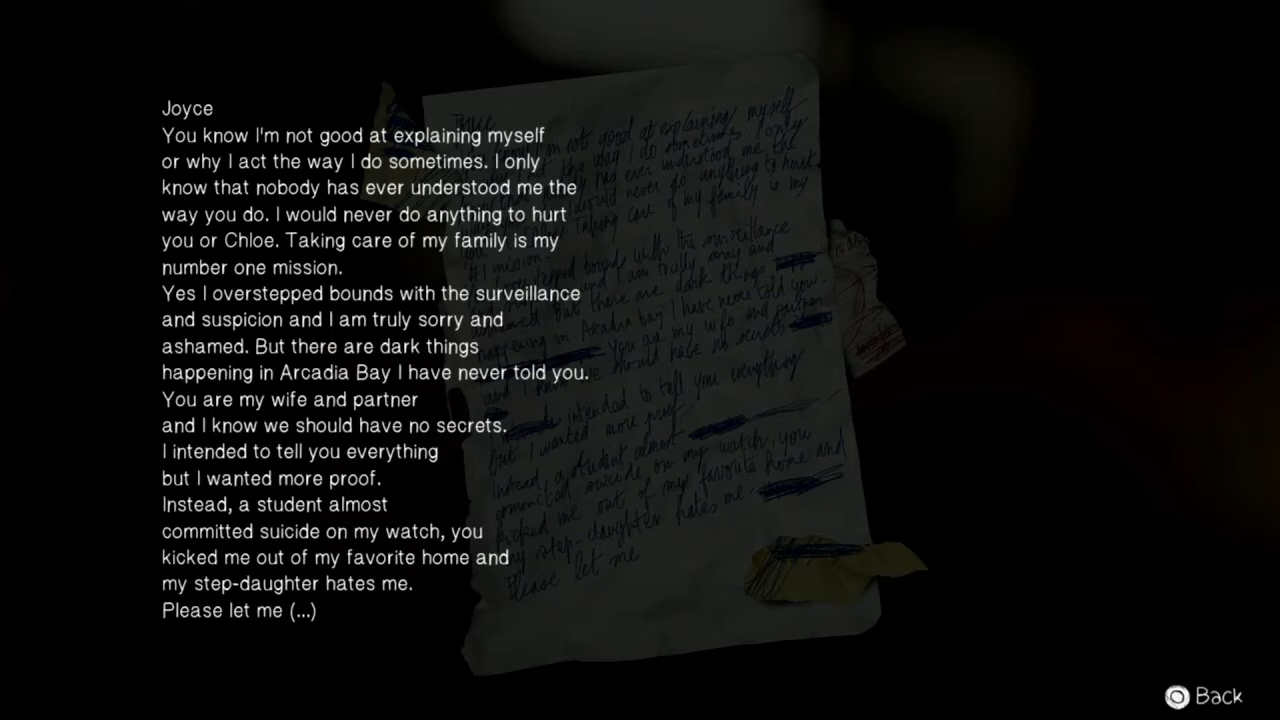 Joyce
You know I'm not good at explaining myself
or why I act the way I do sometimes. I only
know that nobody has ever understood me the
way you do. I would never do anything to hurt
you or Chloe. Taking care of my family is my
number one mission.
Yes I overstepped bounds with the surveillance
and suspicion and I am truly sorry and
ashamed. But there are dark things
happening in Arcadia Bay I have never told you.
You are my wife and partner
and I know we should have no secrets.
I intended to tell you everything
but I wanted more proof.
Instead, a student almost
committed suicide on my watch, you
kicked me out of my favorite home and
my step-daughter hates me.
Please let me (...)
Back